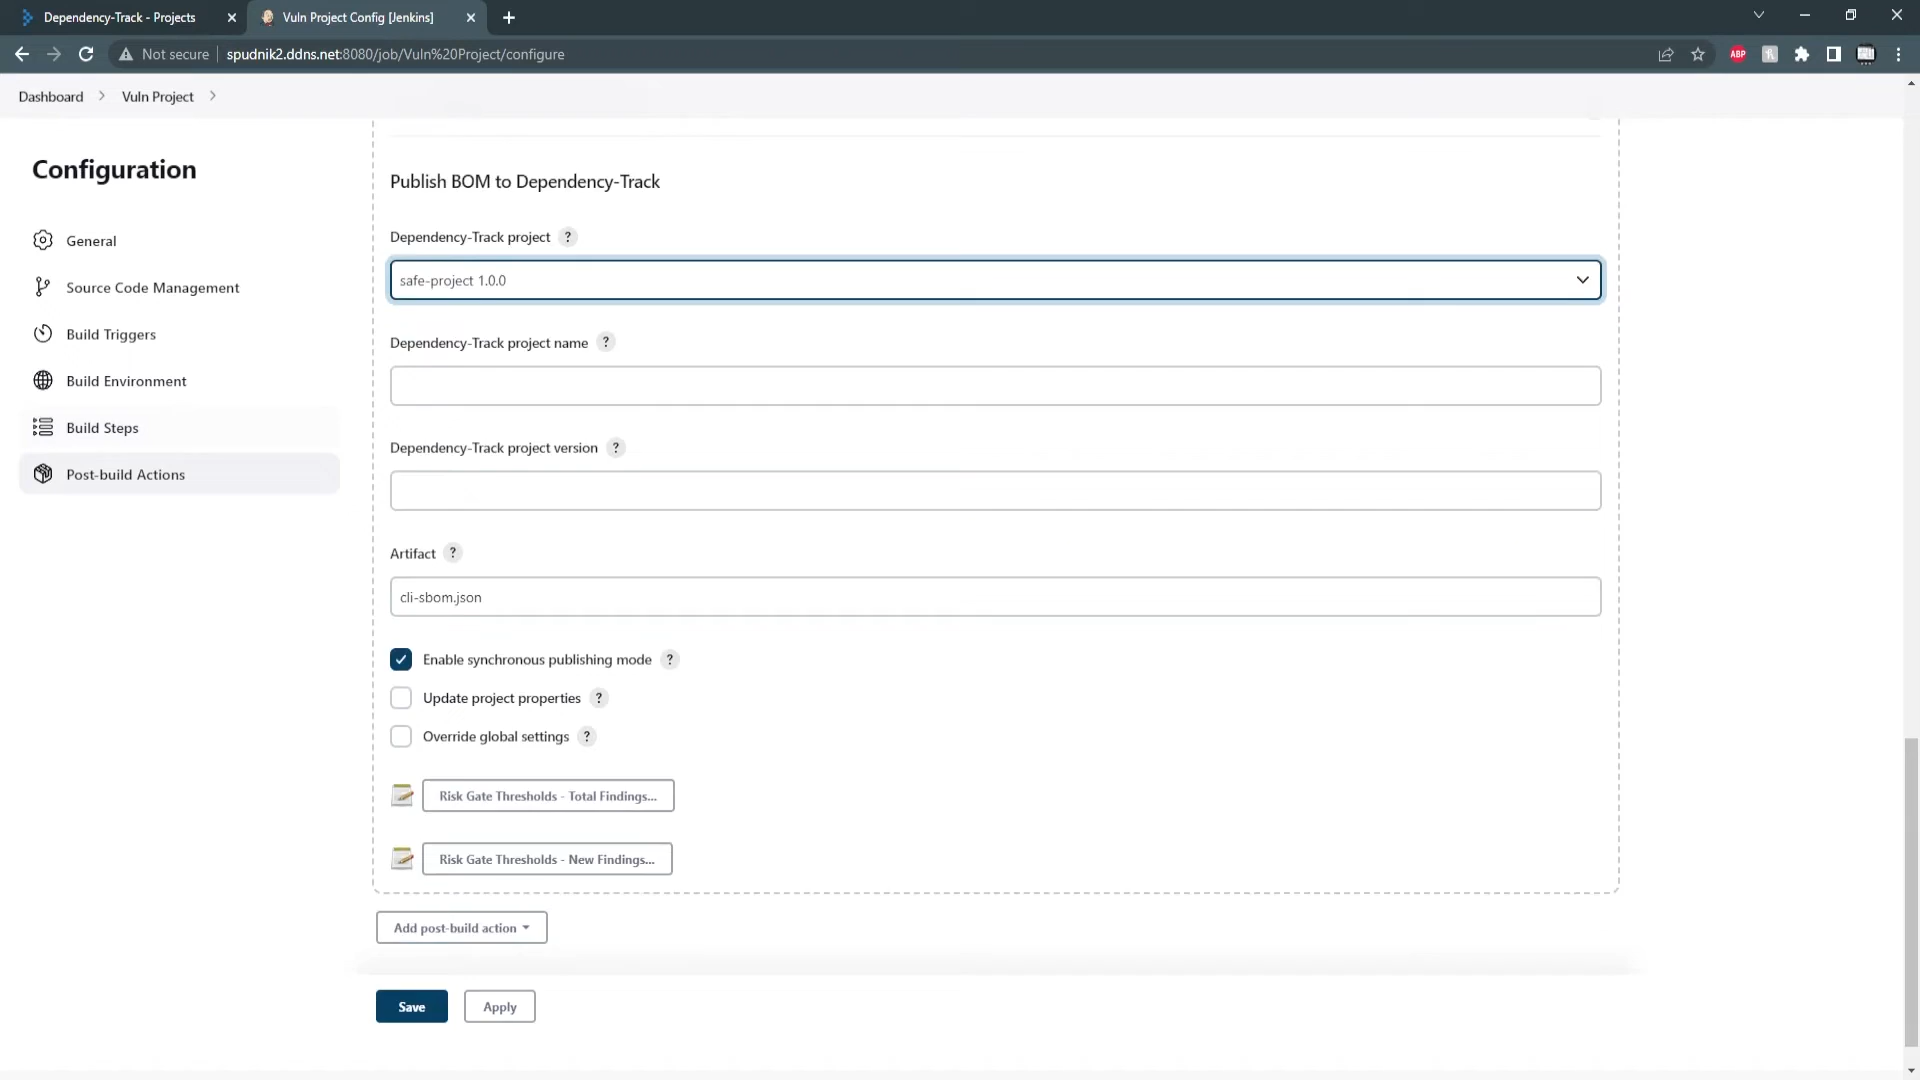 Dependency-Track - Projects
Vuln Project Config [Jenkins]
Not secure
spudnik2.ddns.net:8080/job/Vuln%20Project/configure
ABP
Dashboard
Vuln Project
Configuration
General
Source Code Management
Build Triggers
Build Environment
Build Steps
Post-build Actions
Publish BOM to Dependency-Track
Dependency-Track project ?
safe-project 1.0.0
Dependency-Track project name ?
Dependency-Track project version ?
Artifact ?
cli-sbom.json
Enable synchronous publishing mode ?
Update project properties ?
Override global settings ?
Risk Gate Thresholds - Total Findings...
Risk Gate Thresholds - New Findings...
Add post-build action
Save
Apply